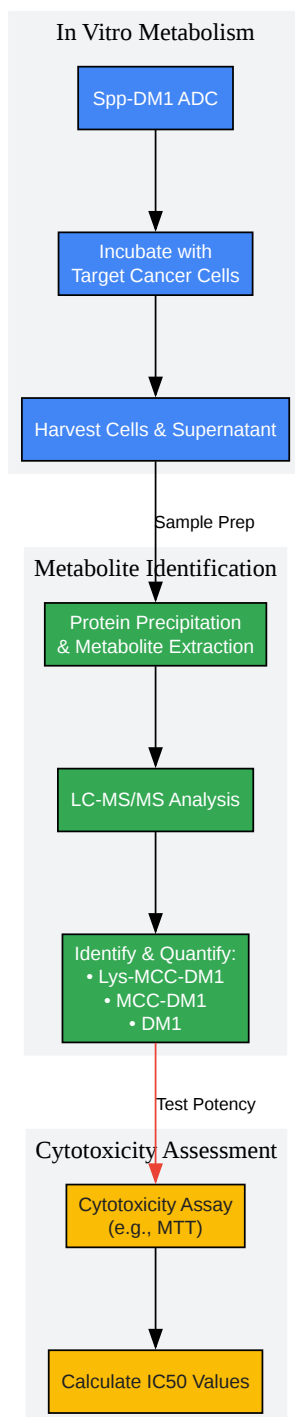 In Vitro Metabolism
Spp-DM1 ADC
Incubate with
Target Cancer Cells
Harvest Cells & Supernatant
Sample Prep
Metabolite Identification
Protein Precipitation
& Metabolite Extraction
LC-MS/MS Analysis
Identify & Quantify:
• Lys-MCC-DM1
• MCC-DM1
• DM1
Test Potency
Cytotoxicity Assessment
Cytotoxicity Assay
(e.g., MTT)
Calculate IC50 Values